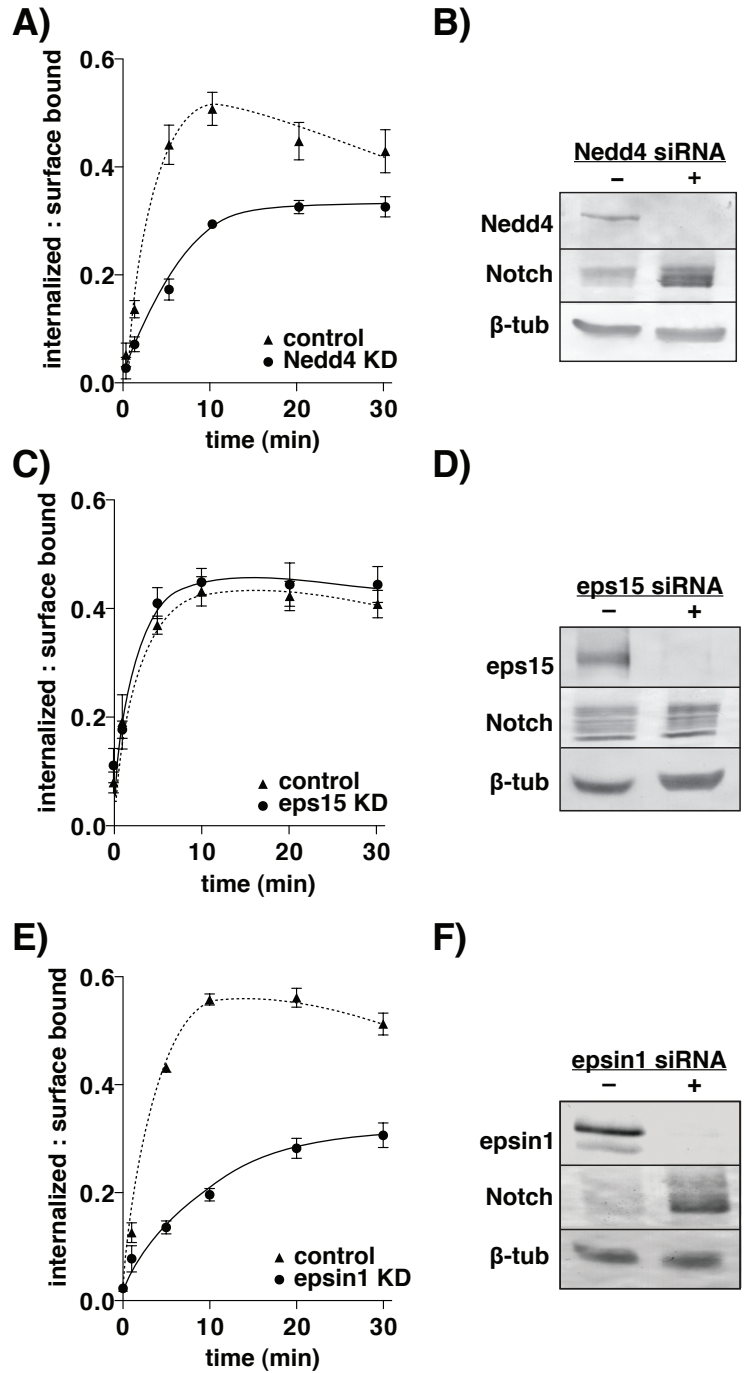 A)
internalized : surface bound
0.6
0.4
0.2
0.0
0 10 20 30
time (min)
control
Nedd4 KD
B)
Nedd4 siRNA
– +
Nedd4
Notch
β-tub
C)
internalized : surface bound
0.6
0.4
0.2
0.0
0 10 20 30
time (min)
control
eps15 KD
D)
eps15 siRNA
– +
eps15
Notch
β-tub
E)
internalized : surface bound
0.6
0.4
0.2
0.0
0 10 20 30
time (min)
control
epsin1 KD
F)
epsin1 siRNA
– +
epsin1
Notch
β-tub